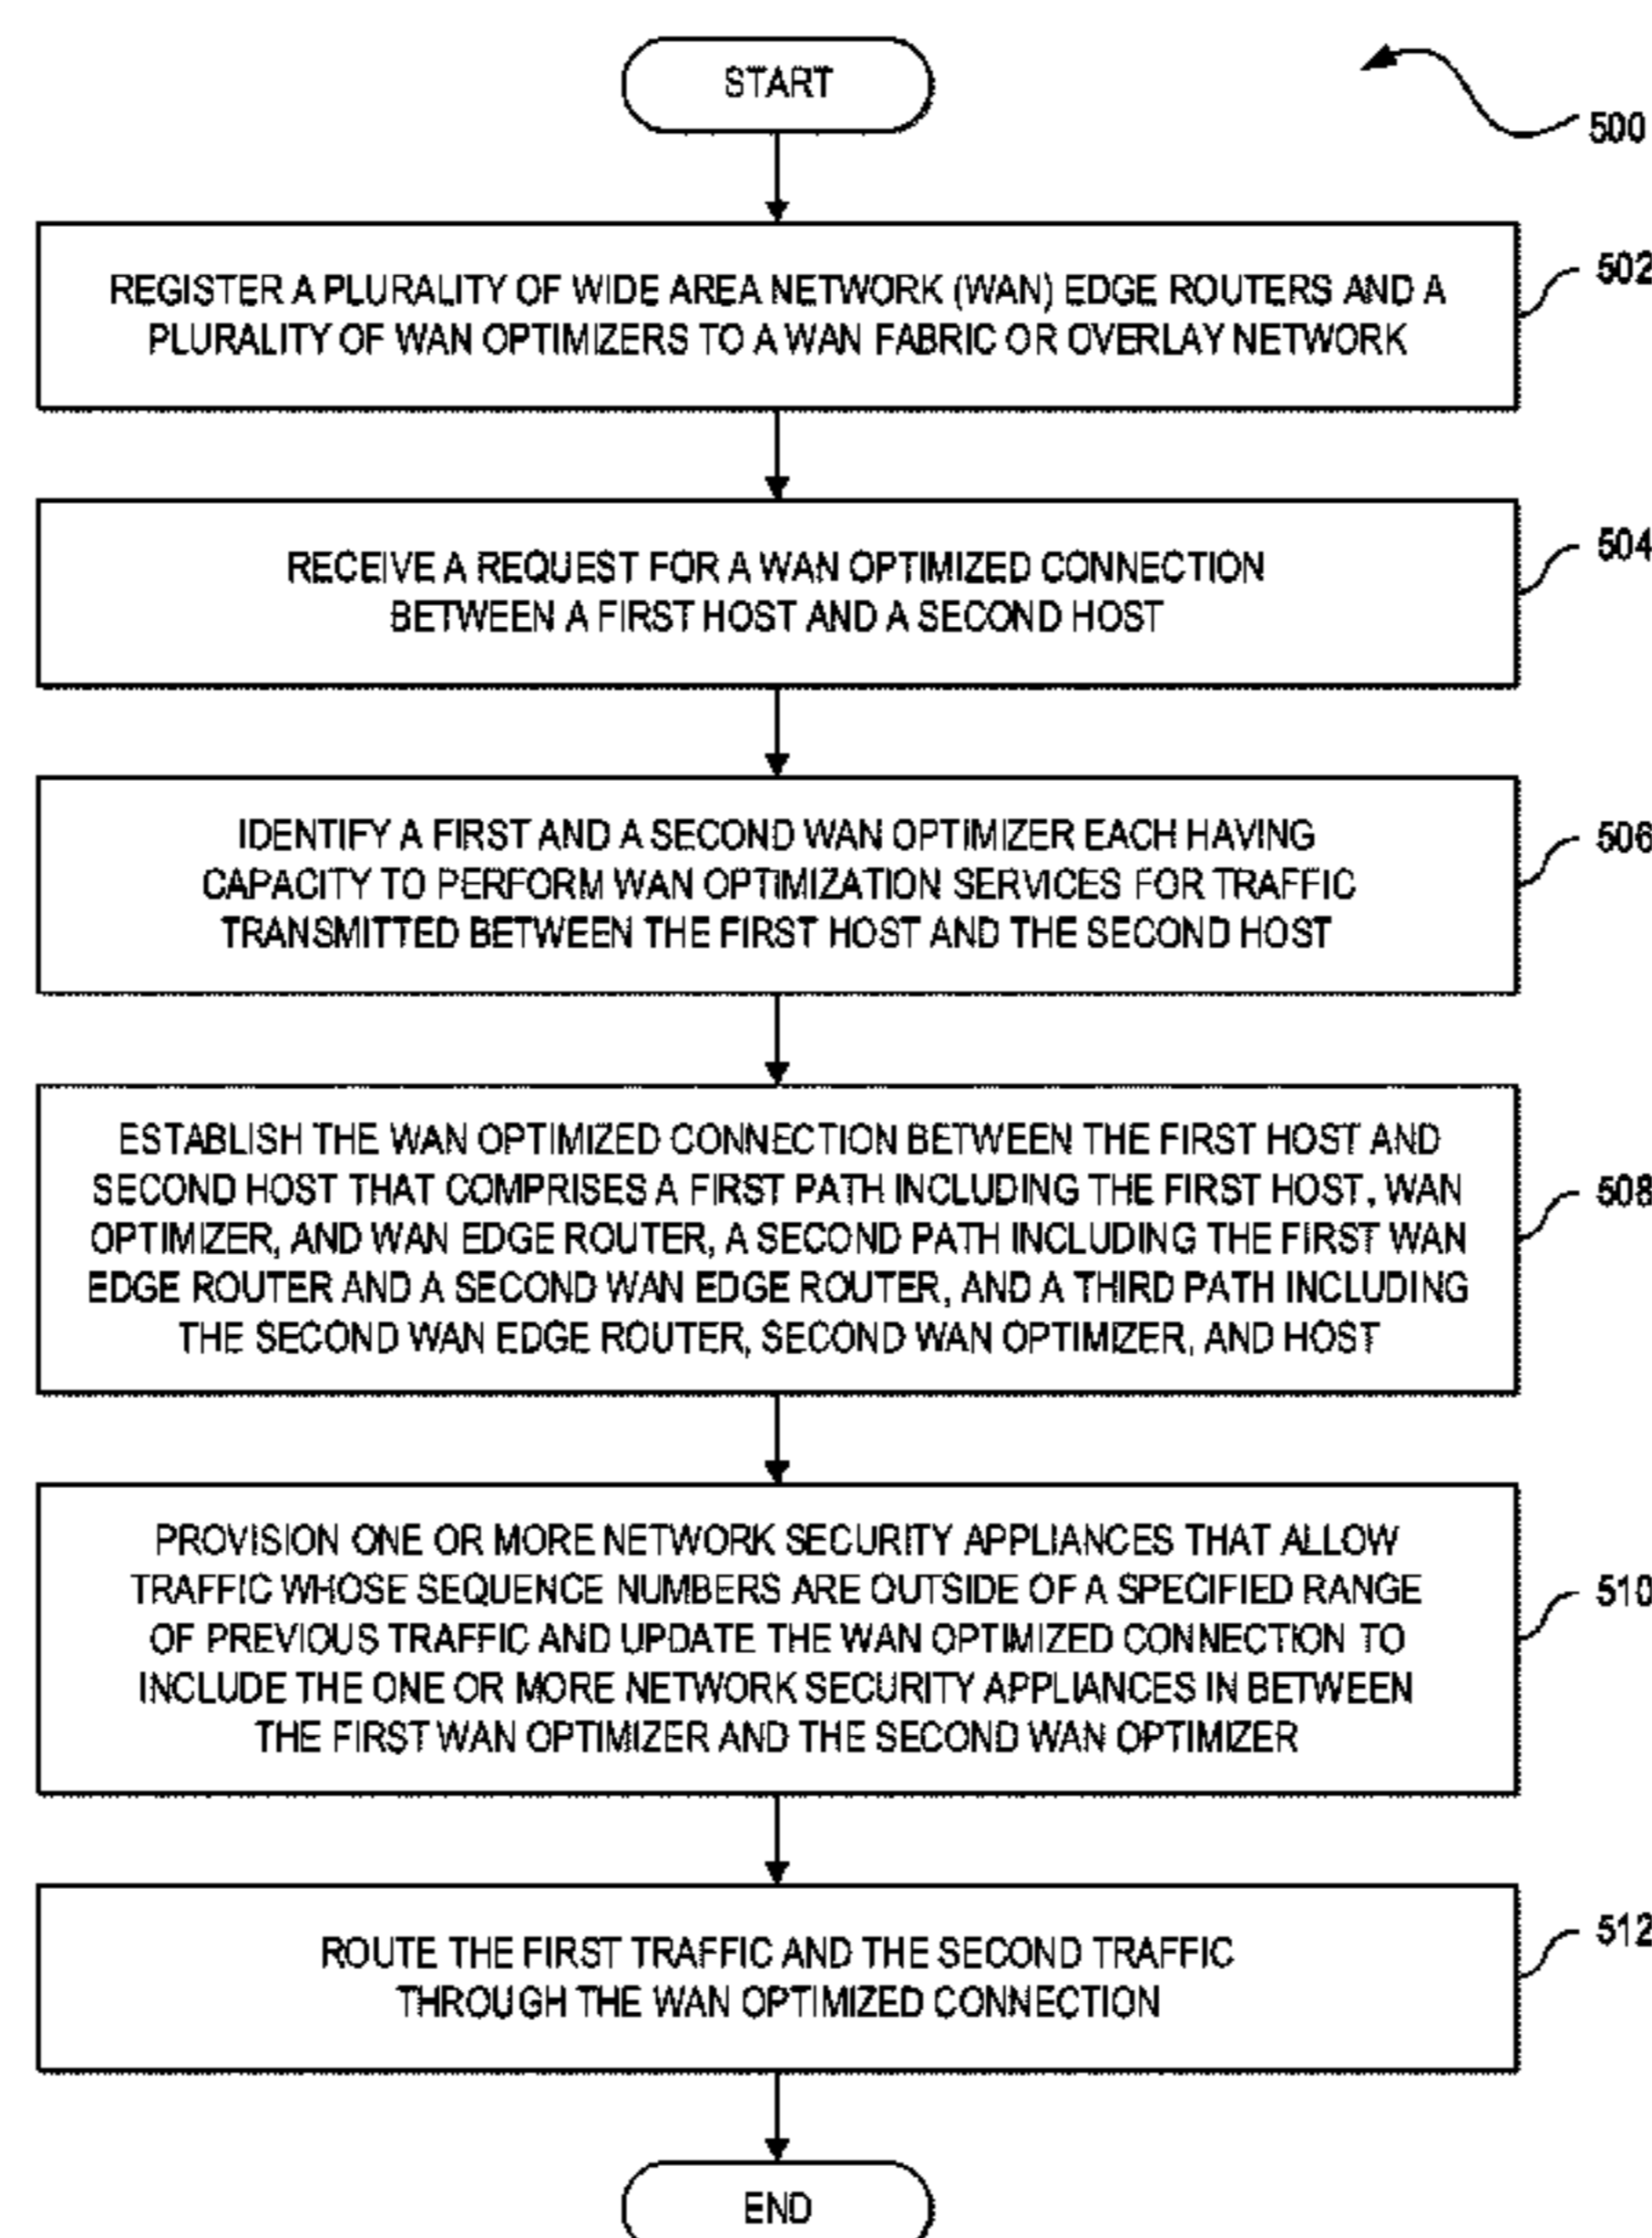 START
500
REGISTER A PLURALITY OF WIDE AREA NETWORK (WAN) EDGE ROUTERS AND A
PLURALITY OF WAN OPTIMIZERS TO A WAN FABRIC OR OVERLAY NETWORK
502
RECEIVE A REQUEST FOR A WAN OPTIMIZED CONNECTION
BETWEEN A FIRST HOST AND A SECOND HOST
504
IDENTIFY A FIRST AND A SECOND WAN OPTIMIZER EACH HAVING
CAPACITY TO PERFORM WAN OPTIMIZATION SERVICES FOR TRAFFIC
TRANSMITTED BETWEEN THE FIRST HOST AND THE SECOND HOST
506
ESTABLISH THE WAN OPTIMIZED CONNECTION BETWEEN THE FIRST HOST AND
SECOND HOST THAT COMPRISES A FIRST PATH INCLUDING THE FIRST HOST, WAN
OPTIMIZER, AND WAN EDGE ROUTER, A SECOND PATH INCLUDING THE FIRST WAN
EDGE ROUTER AND A SECOND WAN EDGE ROUTER, AND A THIRD PATH INCLUDING
THE SECOND WAN EDGE ROUTER, SECOND WAN OPTIMIZER, AND HOST
508
PROVISION ONE OR MORE NETWORK SECURITY APPLIANCES THAT ALLOW
TRAFFIC WHOSE SEQUENCE NUMBERS ARE OUTSIDE OF A SPECIFIED RANGE
OF PREVIOUS TRAFFIC AND UPDATE THE WAN OPTIMIZED CONNECTION TO
INCLUDE THE ONE OR MORE NETWORK SECURITY APPLIANCES IN BETWEEN
THE FIRST WAN OPTIMIZER AND THE SECOND WAN OPTIMIZER
510
ROUTE THE FIRST TRAFFIC AND THE SECOND TRAFFIC
THROUGH THE WAN OPTIMIZED CONNECTION
512
END